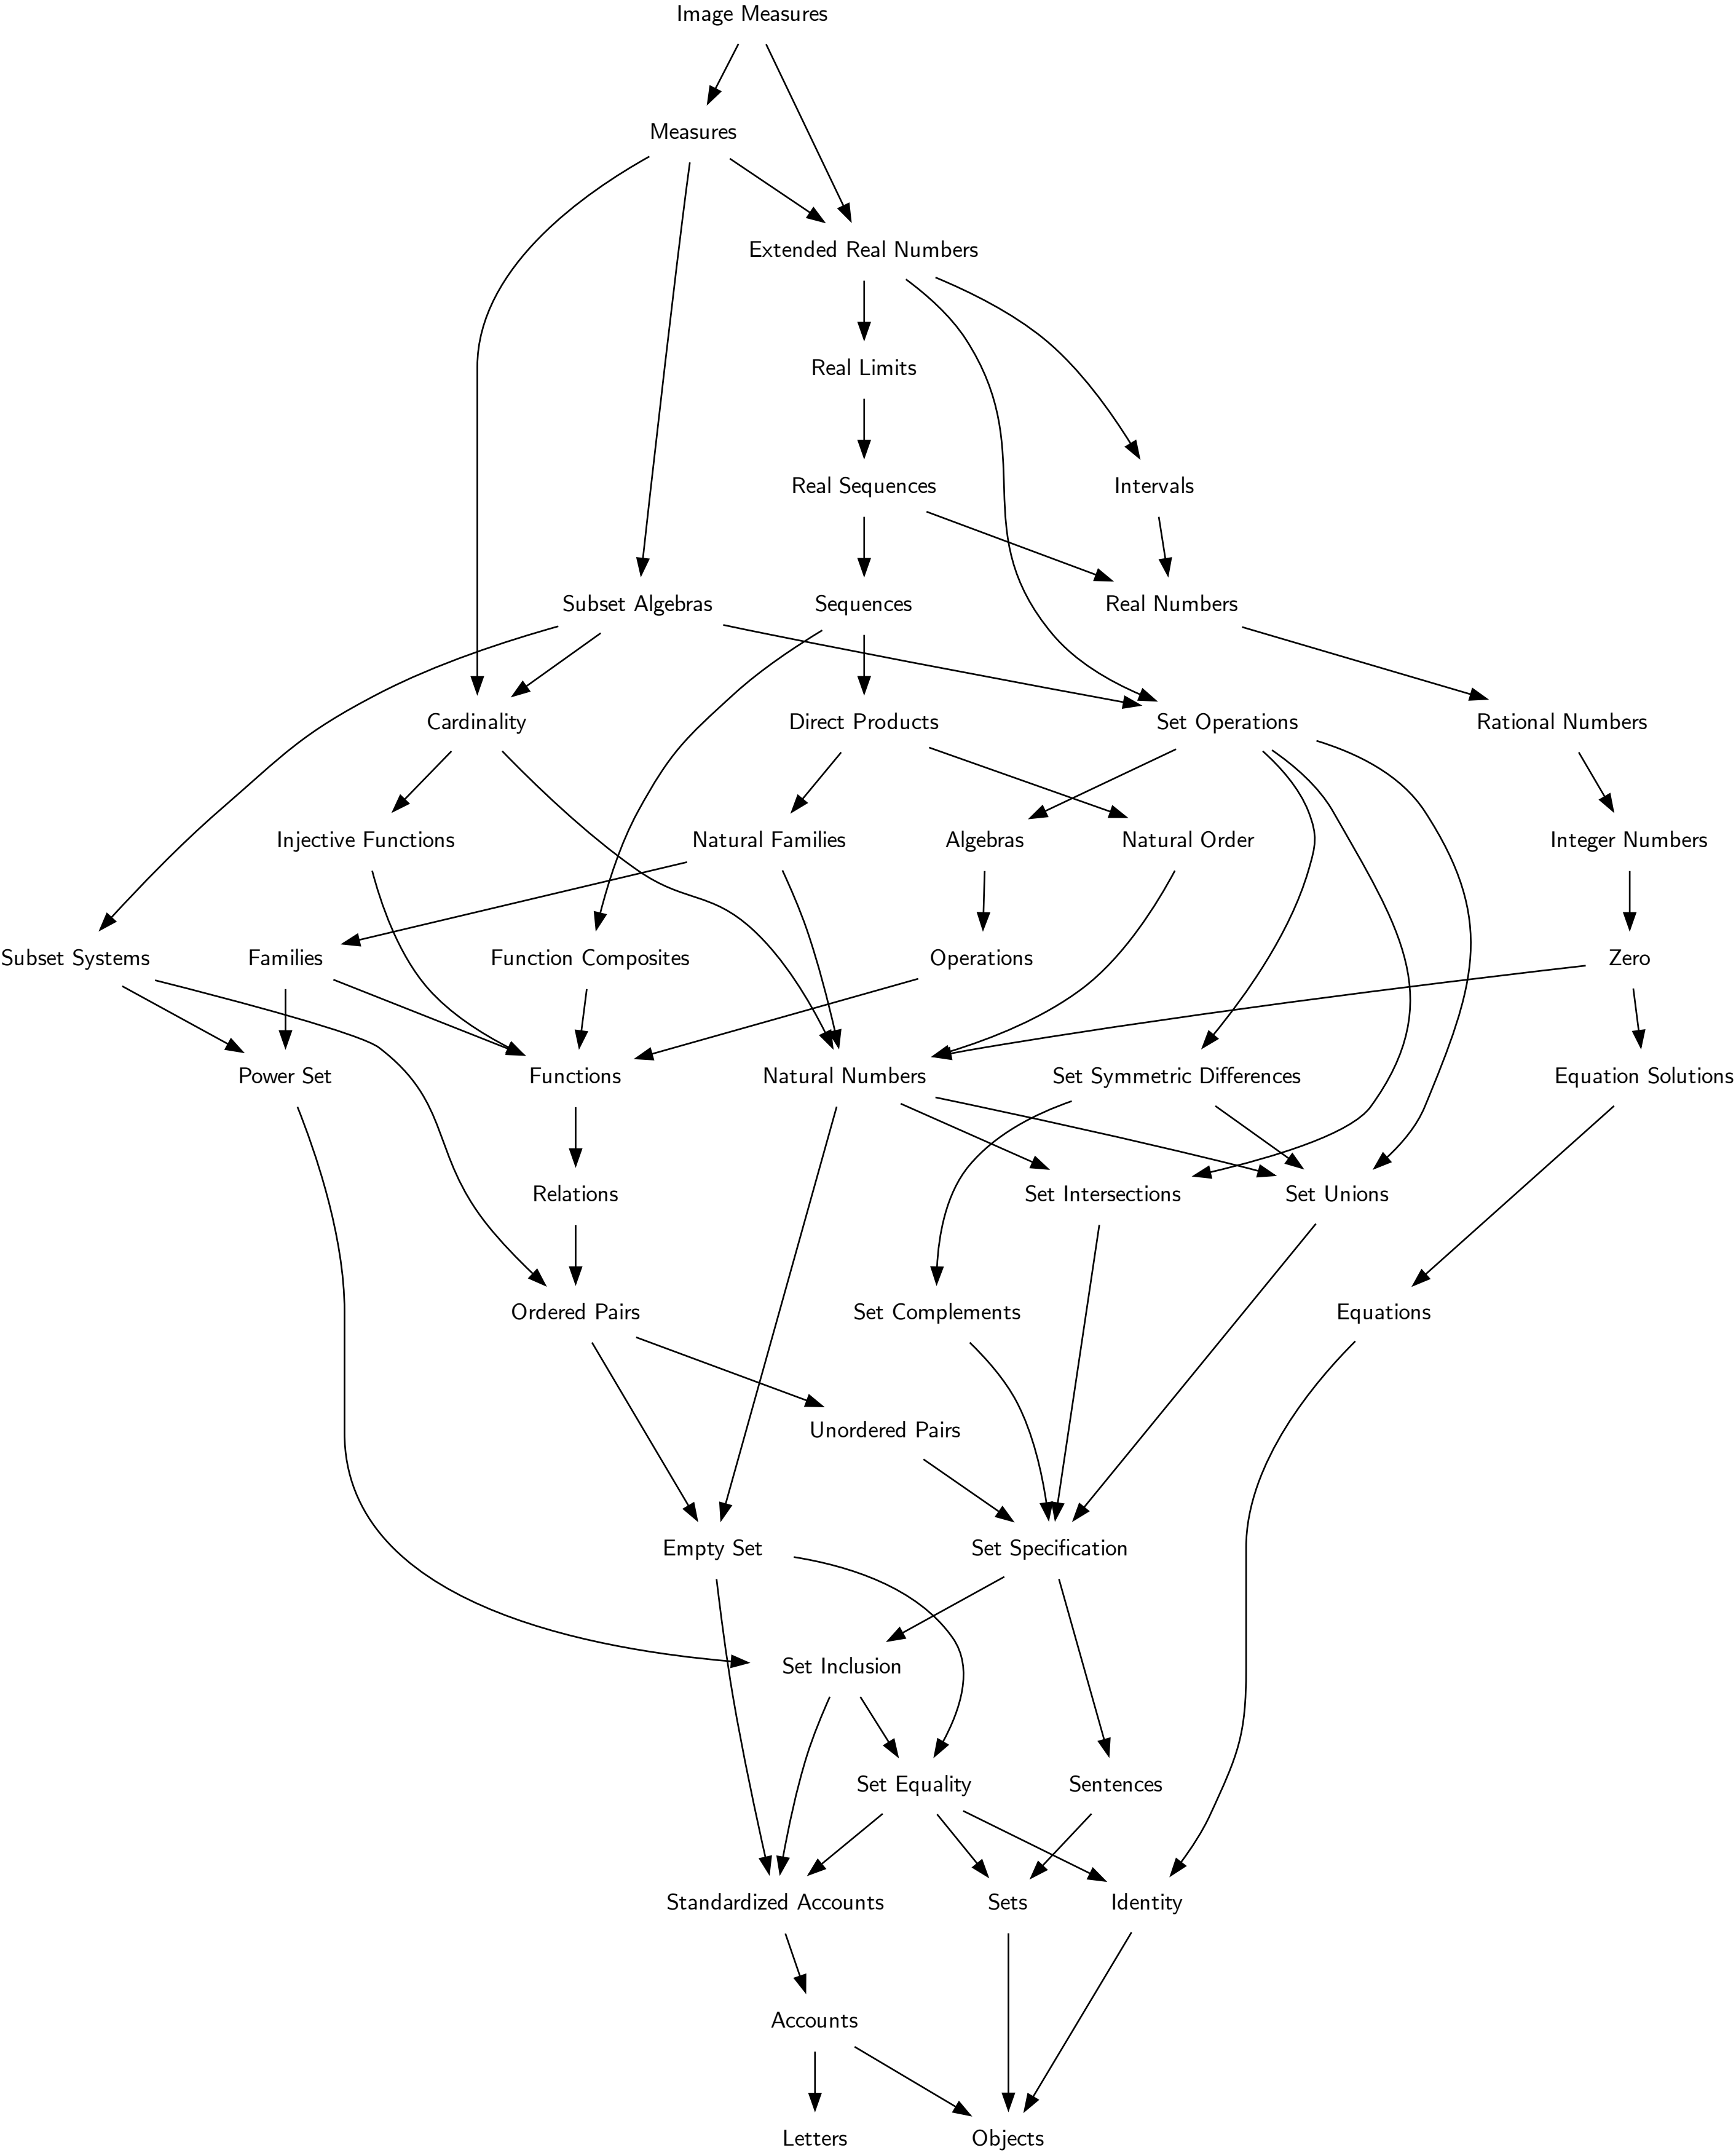 Image Measures
Measures
Extended Real Numbers
Real Limits
Real Sequences
Intervals
Subset Algebras
Sequences
Real Numbers
Cardinality
Direct Products
Set Operations
Rational Numbers
Injective Functions
Natural Families
Algebras
Natural Order
Integer Numbers
Subset Systems
Families
Function Composites
Operations
Zero
Power Set
Functions
Natural Numbers
Set Symmetric Differences
Equation Solutions
Relations
Set Intersections
Set Unions
Ordered Pairs
Set Complements
Equations
Unordered Pairs
Empty Set
Set Specification
Set Inclusion
Set Equality
Sentences
Standardized Accounts
Sets
Identity
Accounts
Letters
Objects